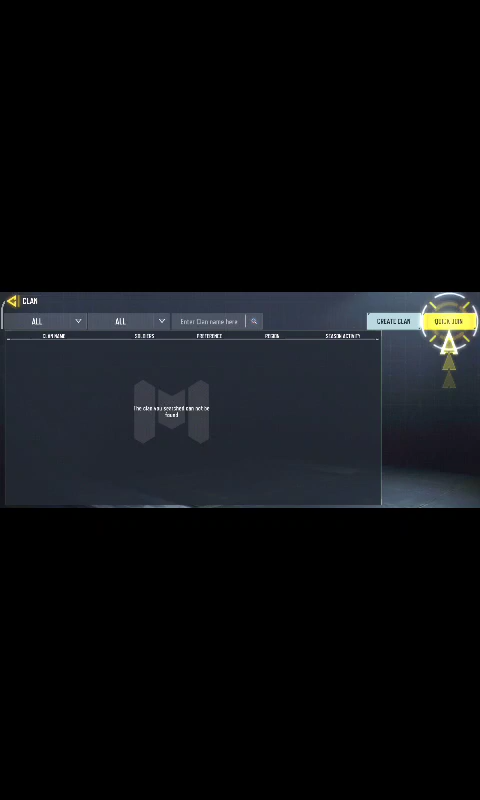 CLAN
ALL ALL Enter Clan name here CREATE CLAN QUICK JOIN
CLAN NAME SOLDIERS PREFERENCE REGION SEASON ACTIVITY
The clan you searched can not be
found